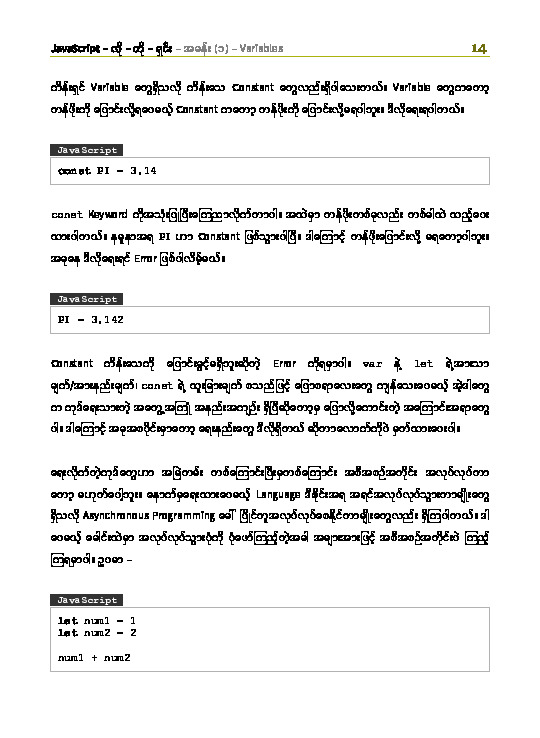 JavaScript – လို – တို – ရှင်း – အခန်း (၁) – Variables 14
ကိန်းရှင် Variable တွေရှိသလို ကိန်းသေ Constant တွေလည်းရှိပါသေးတယ်။ Variable တွေကတော့
တန်ဖိုးကို ပြောင်းလို့ရပေမယ့် Constant ကတော့ တန်ဖိုးကို ပြောင်းလို့မရပါဘူး။ ဒီလိုရေးရပါတယ်။
JavaScript
const PI = 3.14
const Keyword ကိုအသုံးပြုပြီးကြေညာလိုက်တာပါ။ အထဲမှာ တန်ဖိုးတစ်ခုလည်း တစ်ခါထဲ ထည့်ပေး
ထားပါတယ်။ နမူနာအရ PI ဟာ Constant ဖြစ်သွားပါပြီ။ ဒါကြောင့် တန်ဖိုးပြောင်းလို့ မရတော့ပါဘူး။
အခုနေ ဒီလိုရေးရင် Error ဖြစ်ပါလိမ့်မယ်။
JavaScript
PI = 3.142
Constant ကိန်းသေကို ပြောင်းခွင့်မရှိဘူးဆိုတဲ့ Error ကိုရမှာပါ။ var နဲ့ let ရဲ့အားသာ
ချက်/အားနည်းချက်၊ const ရဲ့ ထူးခြားချက် စသည်ဖြင့် ပြောစရာလေးတွေ ကျန်သေးပေမယ့် အဲ့ဒါတွေ
က ကုဒ်ရေးသားတဲ့ အတွေ့အကြုံ အနည်းအကျဉ်း ရှိပြီဆိုတော့မှ ပြောလို့ကောင်းတဲ့ အကြောင်းအရာတွေ
ပါ။ ဒါကြောင့် အခုအစပိုင်းမှာတော့ ရေးနည်းတွေ ဒီလိုရှိတယ် ဆိုတာလောက်ကိုပဲ မှတ်ထားပေးပါ။
ရေးလိုက်တဲ့ကုဒ်တွေဟာ အမြဲတမ်း တစ်ကြောင်းပြီးမှတစ်ကြောင်း အစီအစဉ်အတိုင်း အလုပ်လုပ်တာ
တော့ မဟုတ်ပေါ့ဘူး။ နောက်မှရေးထားပေမယ့် Language ဒီဇိုင်းအရ အရင်အလုပ်လုပ်သွားတာမျိုးတွေ
ရှိသလို Asynchronous Programming ခေါ် ပြိုင်တူအလုပ်လုပ်စေနိုင်တာမျိုးတွေလည်း ရှိကြပါတယ်။ ဒါ
ပေမယ့် ခေါင်းထဲမှာ အလုပ်လုပ်သွားပုံကို ပုံဖော်ကြည့်တဲ့အခါ အများအားဖြင့် အစီအစဉ်အတိုင်းပဲ ကြည့်
ကြရမှာပါ။ ဥပမာ –
JavaScript
let num1 = 1
let num2 = 2
num1 + num2